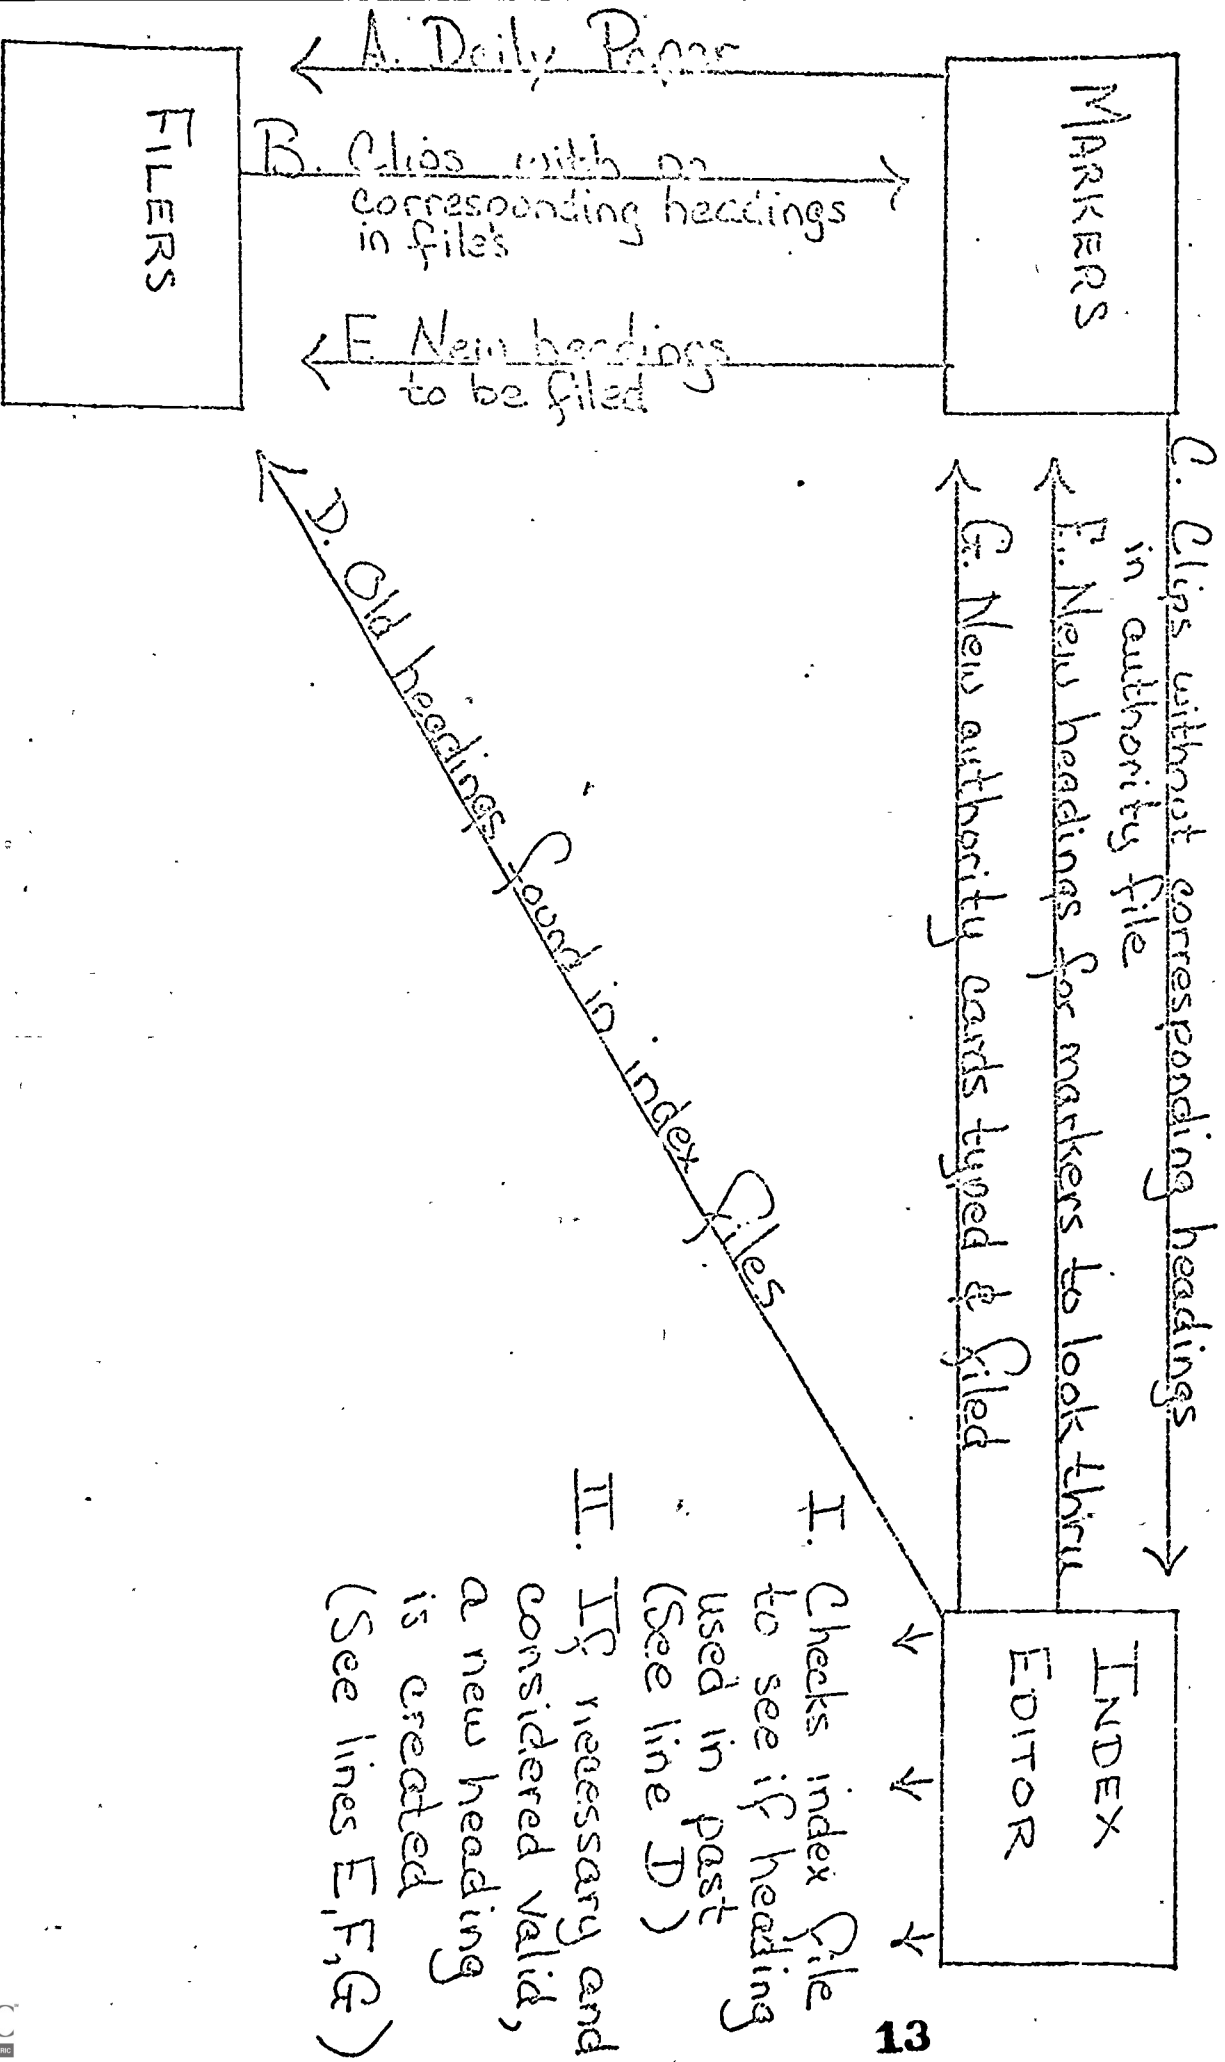 A. Daily Paper
MARKERS
FILERS
B. Clips with no
corresponding headings
in files
F. New headings
to be filed
C. Clips without corresponding headings
in authority file
E. New headings for markers to look thru
G. New authority cards typed & filed
D. Old headings found in index files
INDEX
EDITOR
I. Checks index file
to see if heading
used in past
(See line D)
II. If necessary and
considered valid,
a new heading
is created
(See lines E,F,G)
13